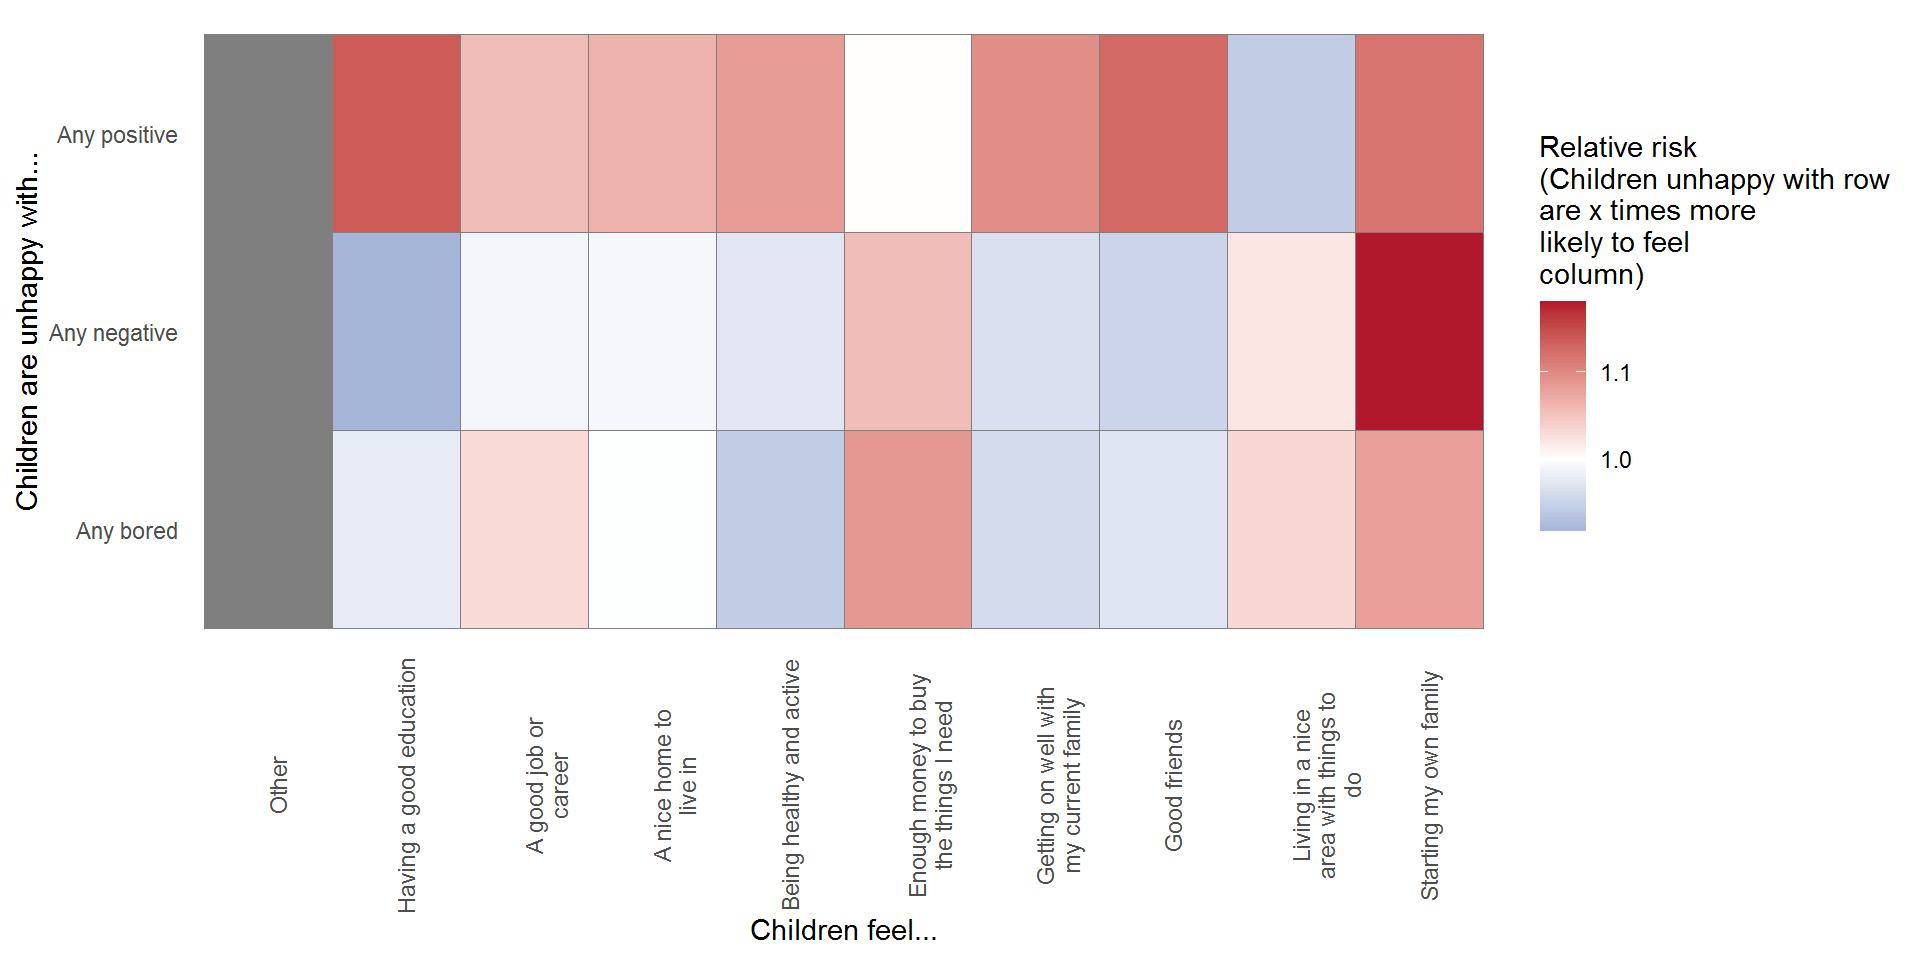 Children are unhappy with...
Any positive
Any negative
Any bored
Other
Having a good education
A good job or
career
A nice home to
live in
Being healthy and active
Enough money to buy
the things I need
Getting on well with
my current family
Good friends
Living in a nice
area with things to
do
Starting my own family
Children feel...
Relative risk
(Children unhappy with row
are x times more
likely to feel
column)
1.1
1.0